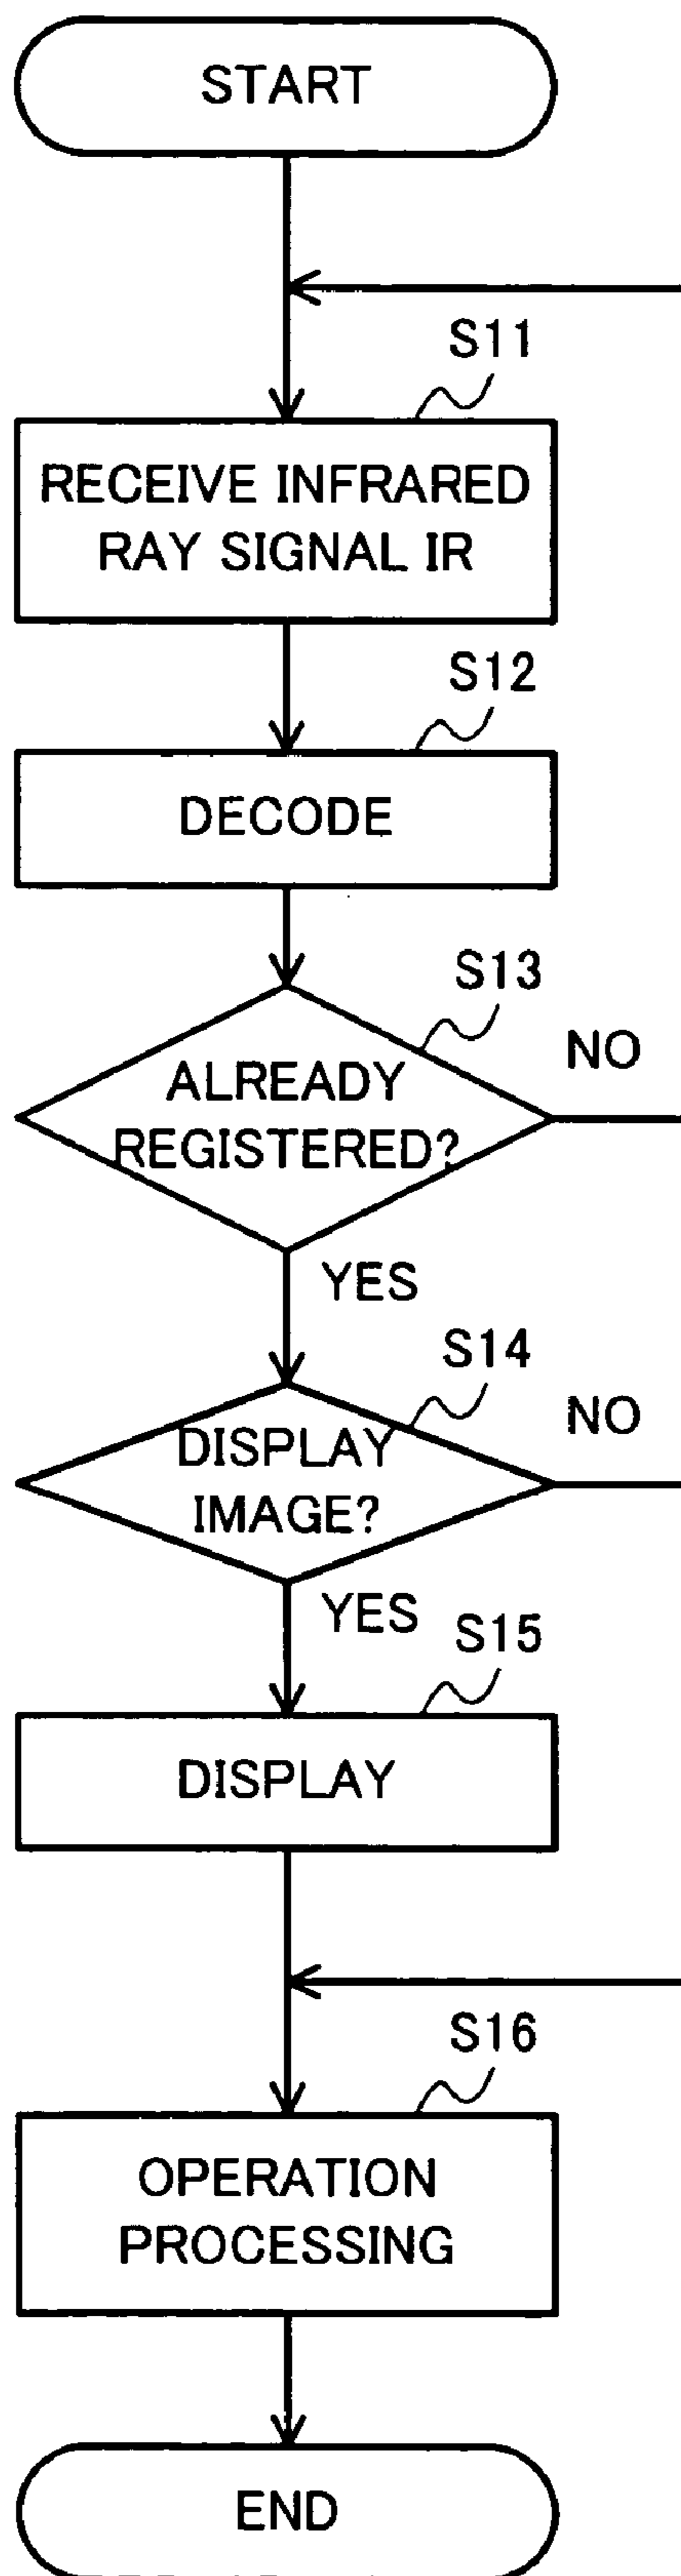 START
S11
RECEIVE INFRARED
RAY SIGNAL IR
S12
DECODE
S13
NO
ALREADY
REGISTERED?
YES
S14
NO
DISPLAY
IMAGE?
YES
S15
DISPLAY
S16
OPERATION
PROCESSING
END